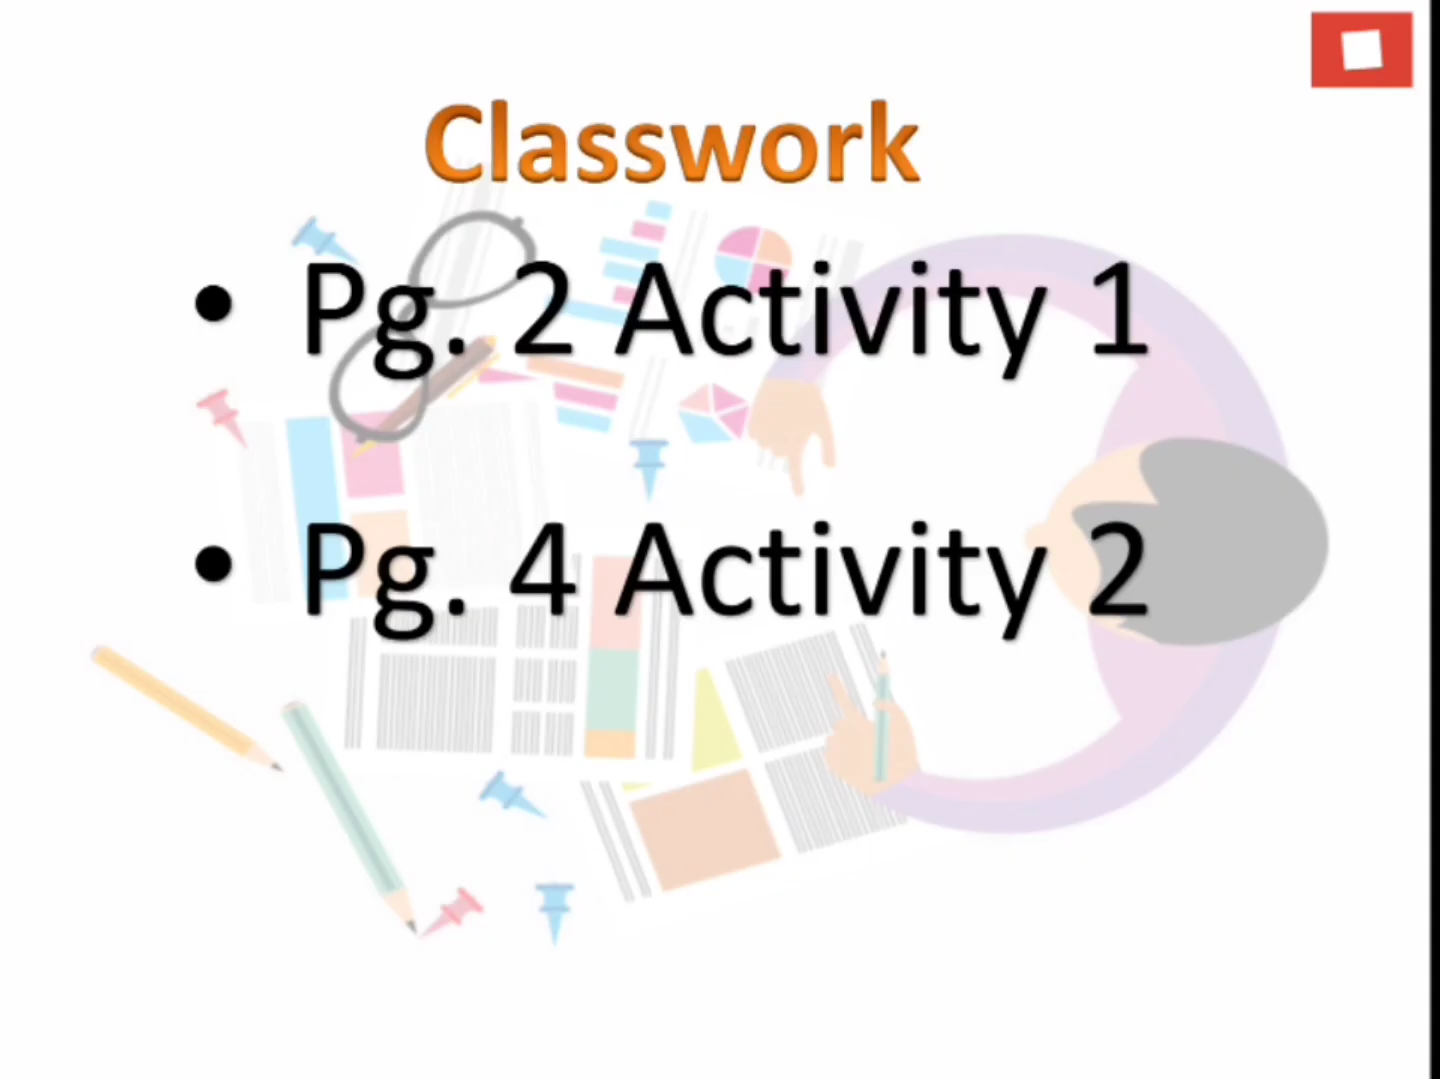 Classwork
• Pg. 2 Activity 1
• Pg. 4 Activity 2